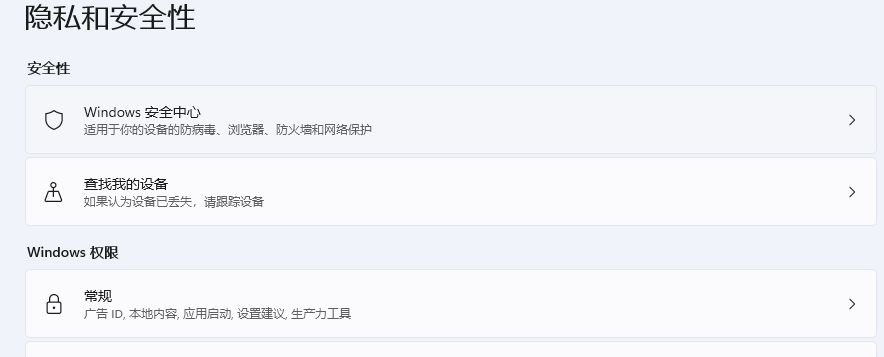 隐私和安全性
安全性
Windows 安全中心
适用于你的设备的防病毒、浏览器、防火墙和网络保护
查找我的设备
如果认为设备已丢失，请跟踪设备
Windows 权限
常规
广告 ID, 本地内容, 应用启动, 设置建议, 生产力工具